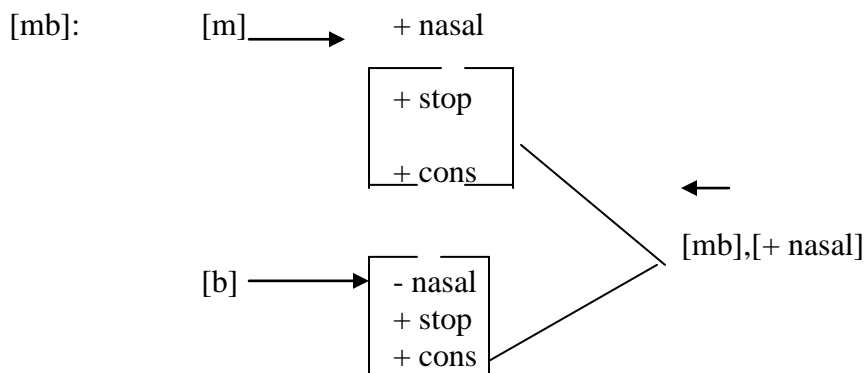 [mb]: [m] + nasal
+ stop
+ cons
[mb],[+ nasal]
[b] - nasal
+ stop
+ cons